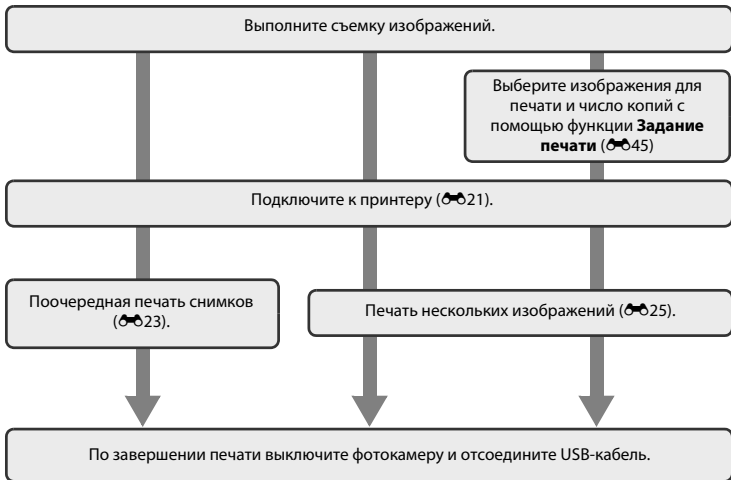 Выполните съемку изображений.
Выберите изображения для
печати и число копий с
помощью функции Задание
печати (45)
Подключите к принтеру (21).
Поочередная печать снимков
(23).
Печать нескольких изображений (25).
По завершении печати выключите фотокамеру и отсоедините USB-кабель.